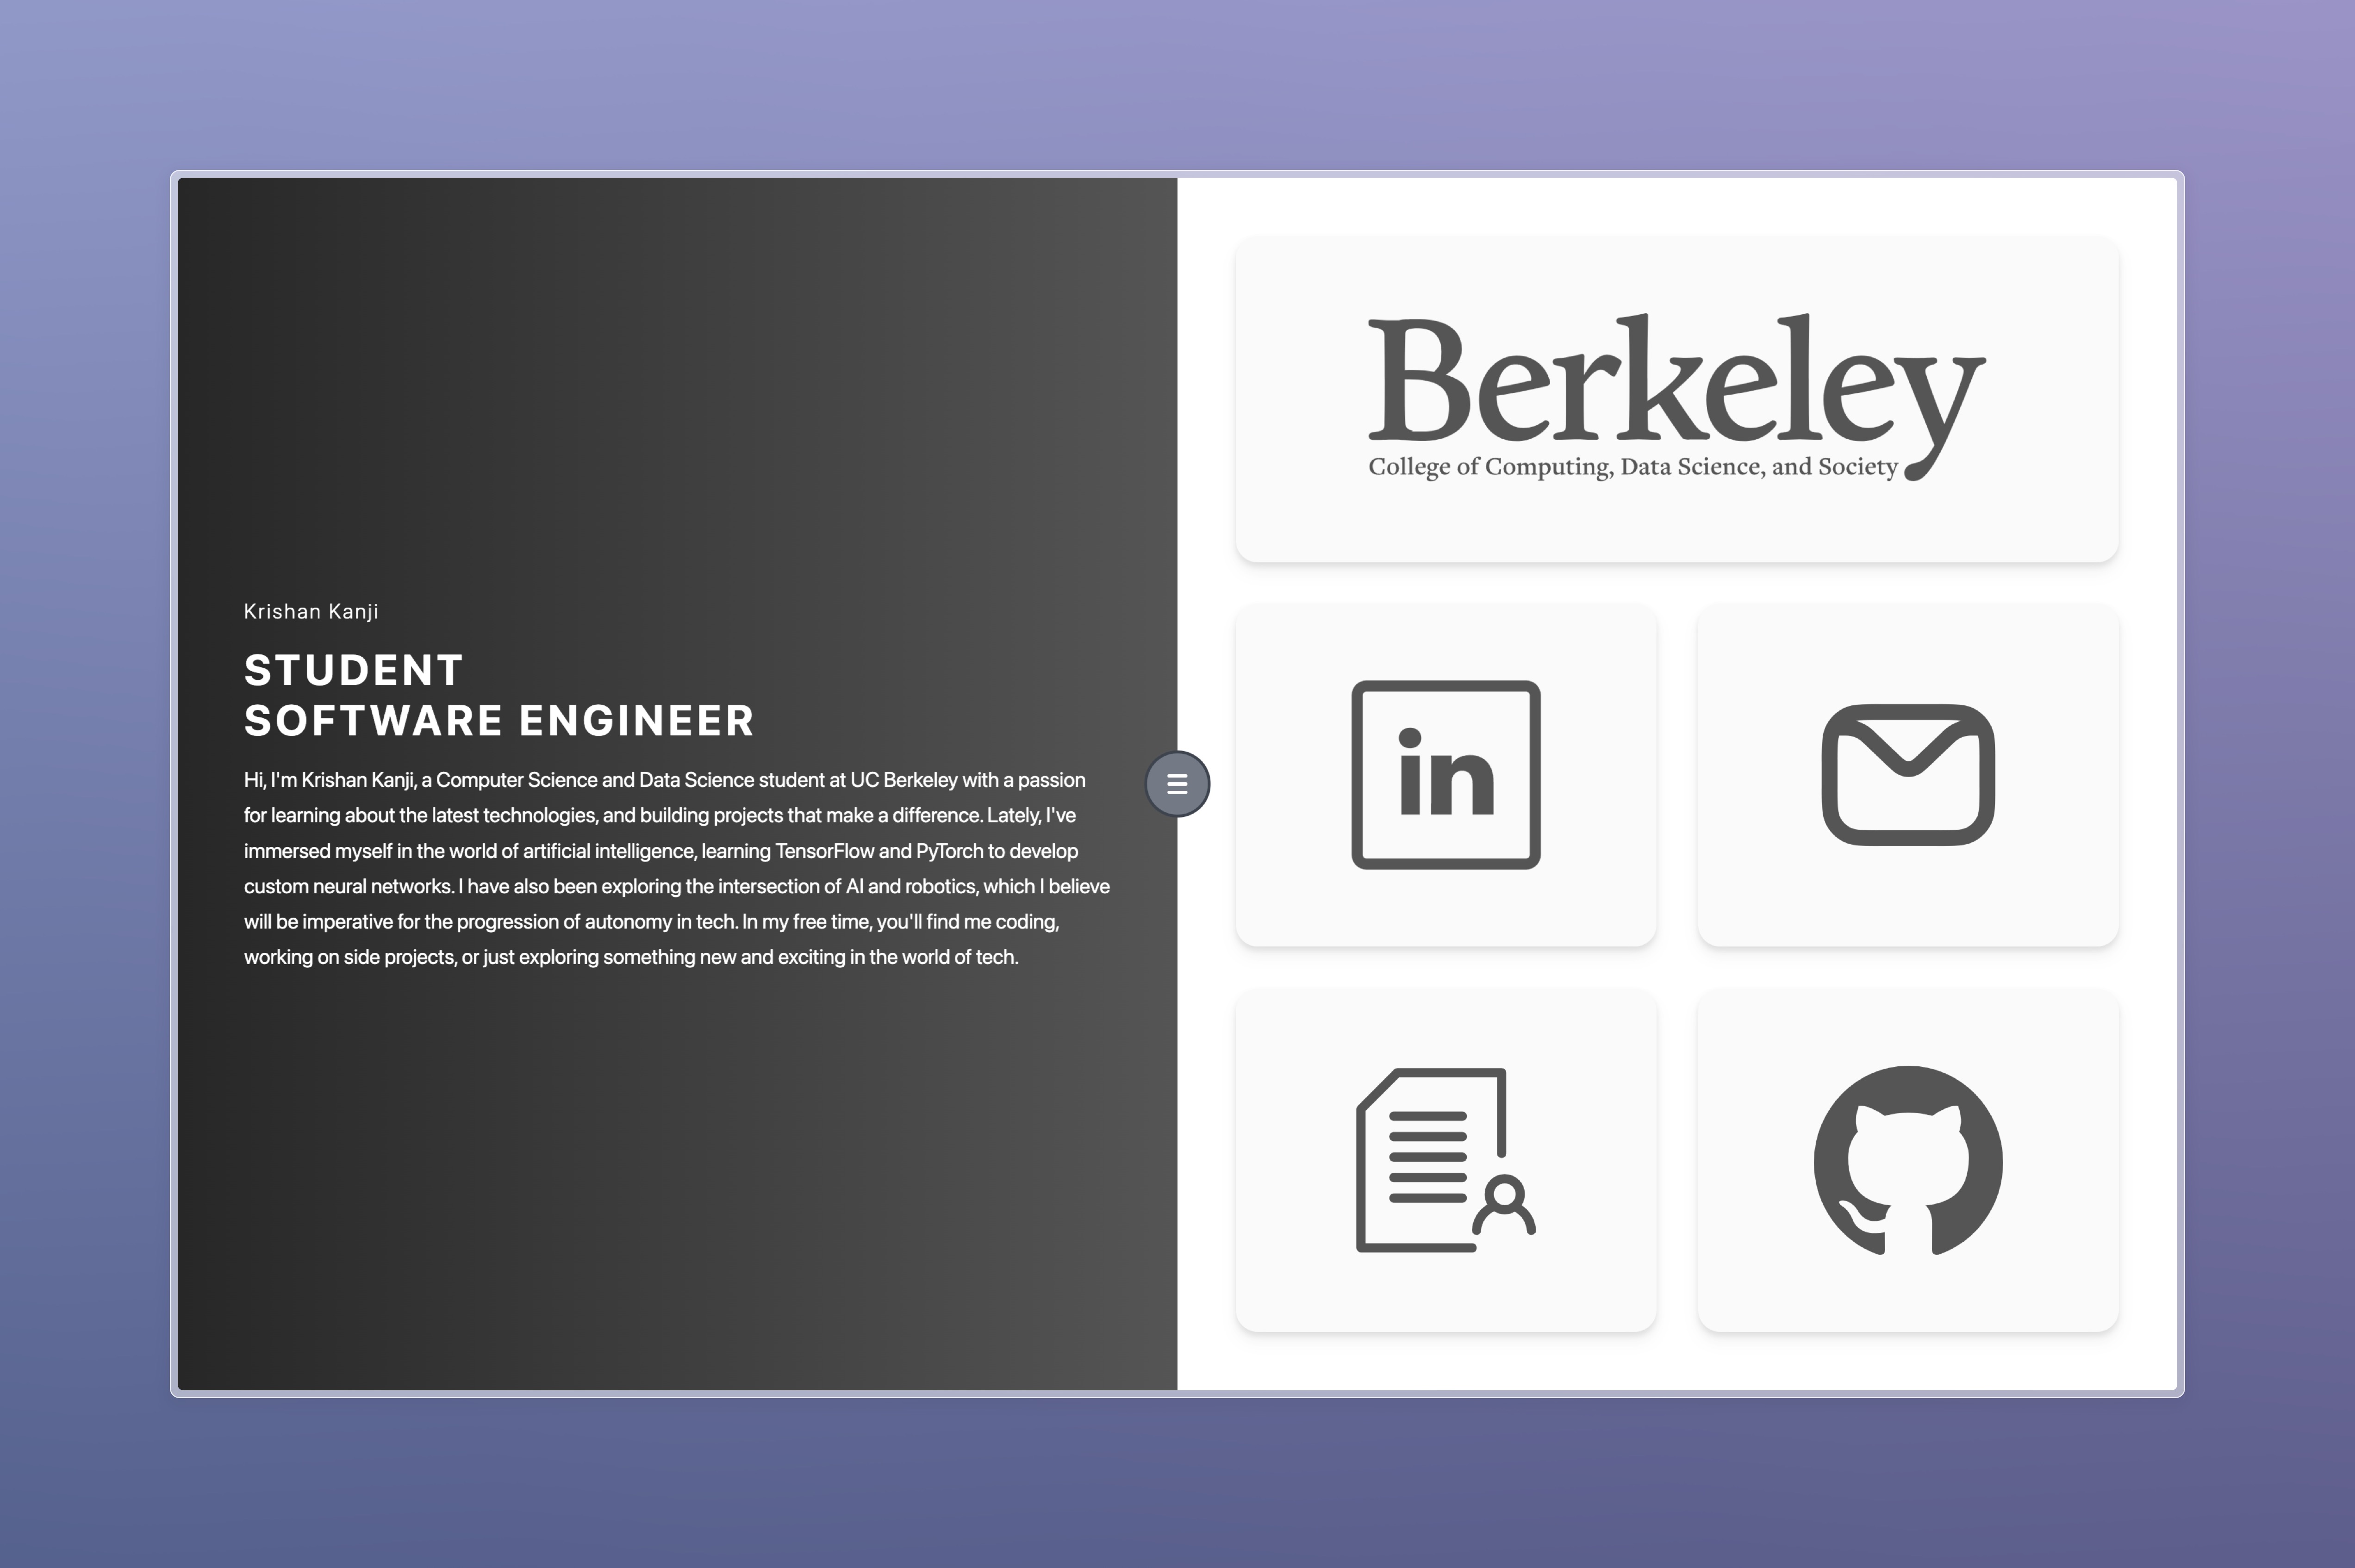 Krishan Kanji
STUDENT
SOFTWARE ENGINEER
Hi, I'm Krishan Kanji, a Computer Science and Data Science student at UC Berkeley with a passion
for learning about the latest technologies, and building projects that make a difference. Lately, I've
immersed myself in the world of artificial intelligence, learning TensorFlow and PyTorch to develop
custom neural networks. I have also been exploring the intersection of AI and robotics, which I believe
will be imperative for the progression of autonomy in tech. In my free time, you'll find me coding,
working on side projects, or just exploring something new and exciting in the world of tech.
Berkeley
College of Computing, Data Science, and Society
in